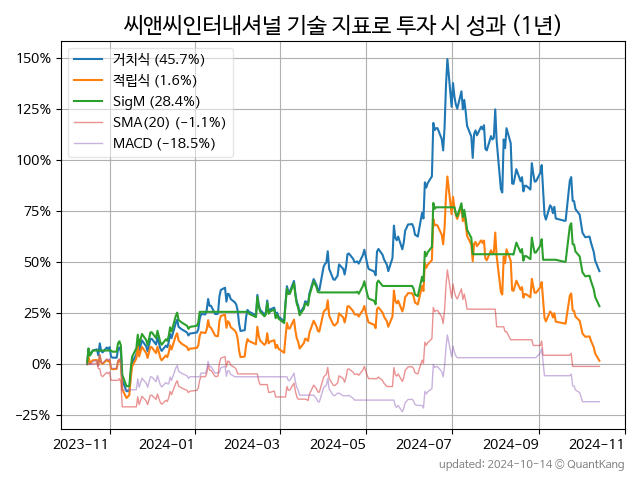 씨앤씨인터내셔널 기술 지표로 투자 시 성과 (1년)
150%
125%
100%
75%
50%
25%
0%
−25%
거치식 (45.7%)
적립식 (1.6%)
SigM (28.4%)
SMA(20) (−1.1%)
MACD (−18.5%)
2023-11
2024-01
2024-03
2024-05
2024-07
2024-09
2024-11
updated: 2024-10-14 @ QuantKang